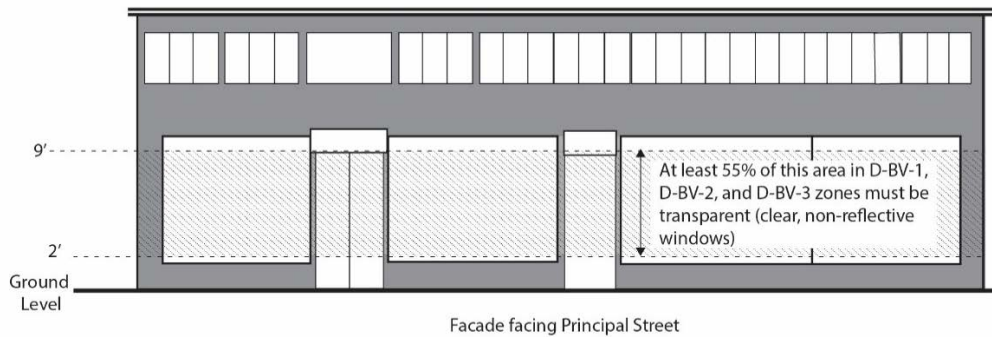 9’
At least 55% of this area in D-BV-1,
D-BV-2, and D-BV-3 zones must be
transparent (clear, non-reflective
windows)
2’
Ground
Level
Facade facing Principal Street